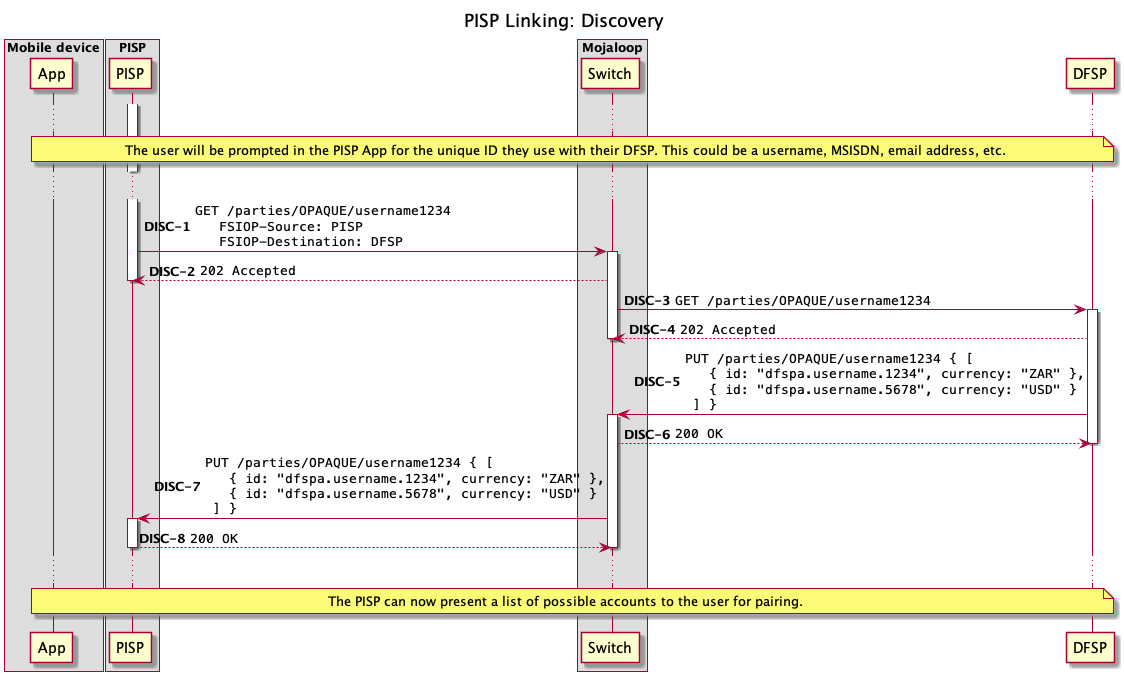 PISP Linking: Discovery
Mobile device
PISP
Mojaloop
App
PISP
Switch
DFSP
The user will be prompted in the PISP App for the unique ID they use with their DFSP. This could be a username, MSISDN, email address, etc.
DISC-1
GET /parties/OPAQUE/username1234
FSIOP-Source: PISP
FSIOP-Destination: DFSP
DISC-2 202 Accepted
DISC-3 GET /parties/OPAQUE/username1234
DISC-4 202 Accepted
DISC-5
PUT /parties/OPAQUE/username1234 { [
{ id: "dfspa.username.1234", currency: "ZAR" },
{ id: "dfspa.username.5678", currency: "USD" }
] }
DISC-6 200 OK
DISC-7
PUT /parties/OPAQUE/username1234 { [
{ id: "dfspa.username.1234", currency: "ZAR" },
{ id: "dfspa.username.5678", currency: "USD" }
] }
DISC-8 200 OK
The PISP can now present a list of possible accounts to the user for pairing.
App
PISP
Switch
DFSP